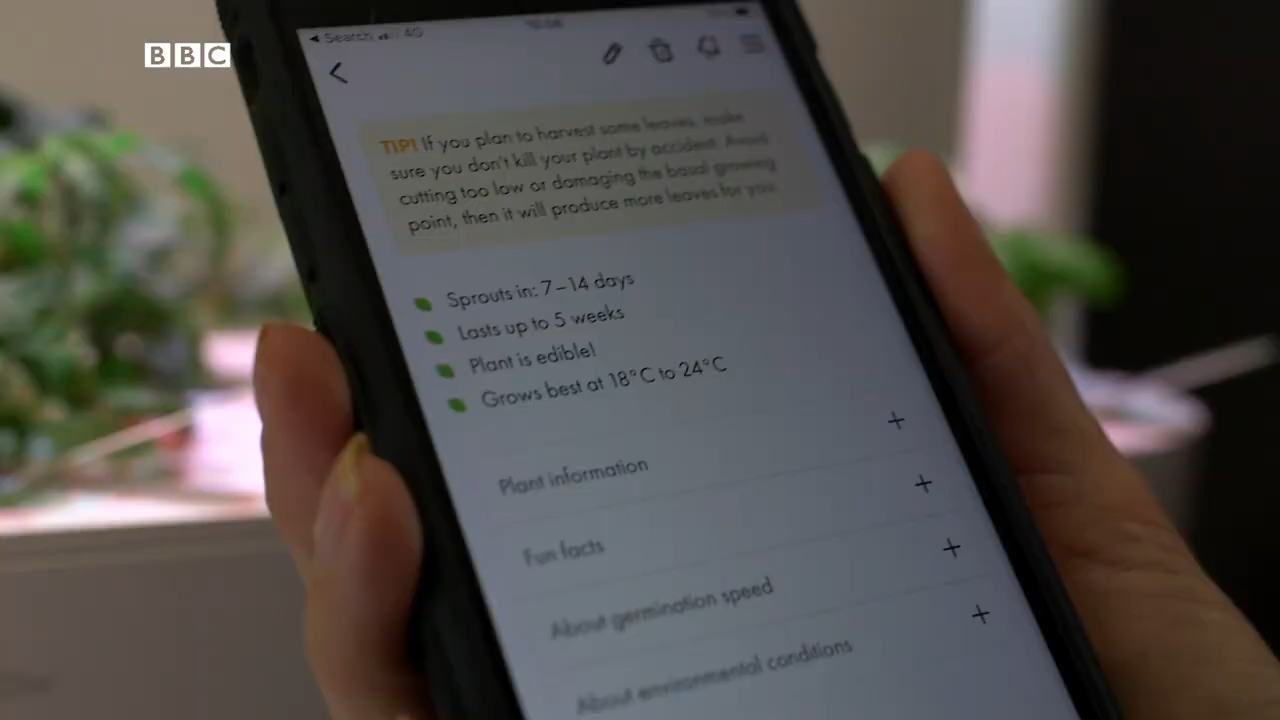 BBC
Search 4G
TIP! If you plan to harvest some leaves, make
sure you don't kill your plant by accident. Avoid
cutting too low or damaging the basal growing
point, then it will produce more leaves for you.
Sprouts in: 7–14 days
Lasts up to 5 weeks
Plant is edible!
Grows best at 18°C to 24°C
Plant information +
Fun facts +
About germination speed +
About environmental conditions +